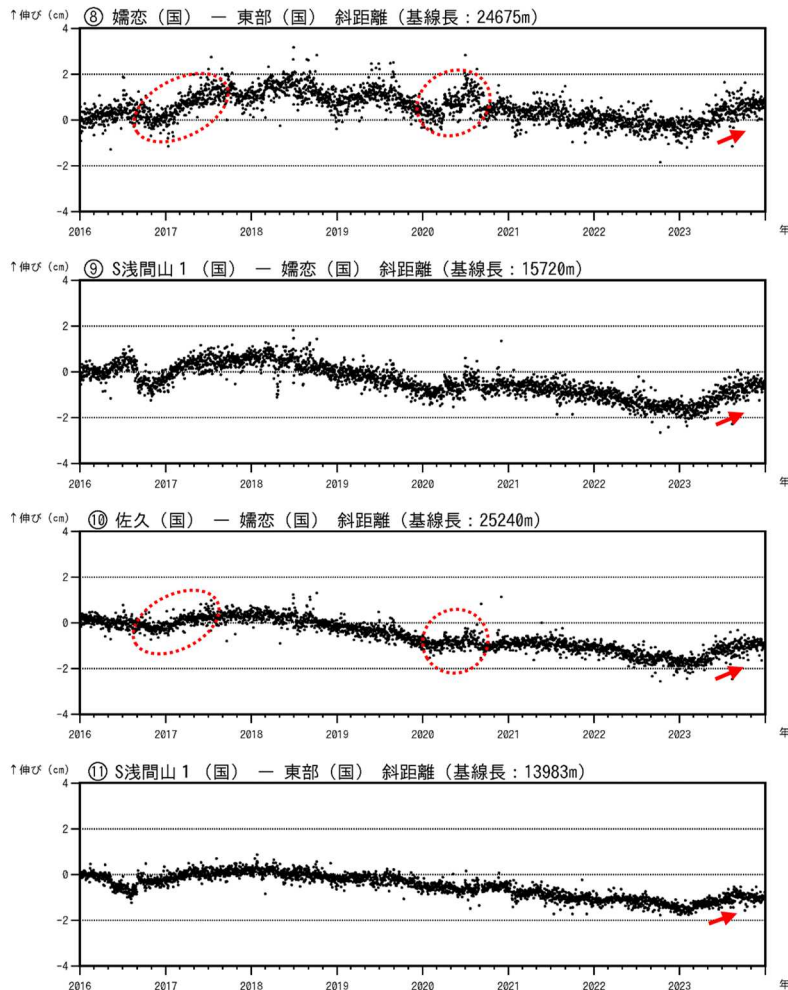 ↑伸び（cm） ⑧ 嬬恋（国） ― 東部（国） 斜距離（基線長：24675m）
4
2
0
-2
-4
2016 2017 2018 2019 2020 2021 2022 2023 年
↑伸び（cm） ⑨ S浅間山1（国） ― 嬬恋（国） 斜距離（基線長：15720m）
4
2
0
-2
-4
2016 2017 2018 2019 2020 2021 2022 2023 年
↑伸び（cm） ⑩ 佐久（国） ― 嬬恋（国） 斜距離（基線長：25240m）
4
2
0
-2
-4
2016 2017 2018 2019 2020 2021 2022 2023 年
↑伸び（cm） ⑪ S浅間山1（国） ― 東部（国） 斜距離（基線長：13983m）
4
2
0
-2
-4
2016 2017 2018 2019 2020 2021 2022 2023 年